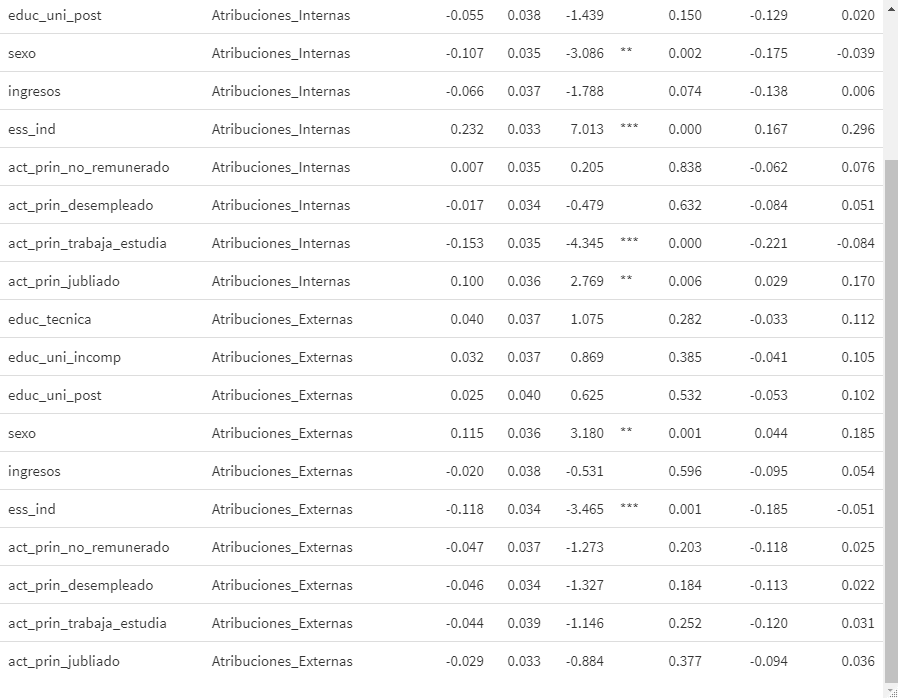 educ_uni_post Atribuciones_Internas -0.055 0.038 -1.439 0.150 -0.129 0.020
sexo Atribuciones_Internas -0.107 0.035 -3.086 ** 0.002 -0.175 -0.039
ingresos Atribuciones_Internas -0.066 0.037 -1.788 0.074 -0.138 0.006
ess_ind Atribuciones_Internas 0.232 0.033 7.013 *** 0.000 0.167 0.296
act_prin_no_remunerado Atribuciones_Internas 0.007 0.035 0.205 0.838 -0.062 0.076
act_prin_desempleado Atribuciones_Internas -0.017 0.034 -0.479 0.632 -0.084 0.051
act_prin_trabaja_estudia Atribuciones_Internas -0.153 0.035 -4.345 *** 0.000 -0.221 -0.084
act_prin_jubliado Atribuciones_Internas 0.100 0.036 2.769 ** 0.006 0.029 0.170
educ_tecnica Atribuciones_Externas 0.040 0.037 1.075 0.282 -0.033 0.112
educ_uni_incomp Atribuciones_Externas 0.032 0.037 0.869 0.385 -0.041 0.105
educ_uni_post Atribuciones_Externas 0.025 0.040 0.625 0.532 -0.053 0.102
sexo Atribuciones_Externas 0.115 0.036 3.180 ** 0.001 0.044 0.185
ingresos Atribuciones_Externas -0.020 0.038 -0.531 0.596 -0.095 0.054
ess_ind Atribuciones_Externas -0.118 0.034 -3.465 *** 0.001 -0.185 -0.051
act_prin_no_remunerado Atribuciones_Externas -0.047 0.037 -1.273 0.203 -0.118 0.025
act_prin_desempleado Atribuciones_Externas -0.046 0.034 -1.327 0.184 -0.113 0.022
act_prin_trabaja_estudia Atribuciones_Externas -0.044 0.039 -1.146 0.252 -0.120 0.031
act_prin_jubliado Atribuciones_Externas -0.029 0.033 -0.884 0.377 -0.094 0.036